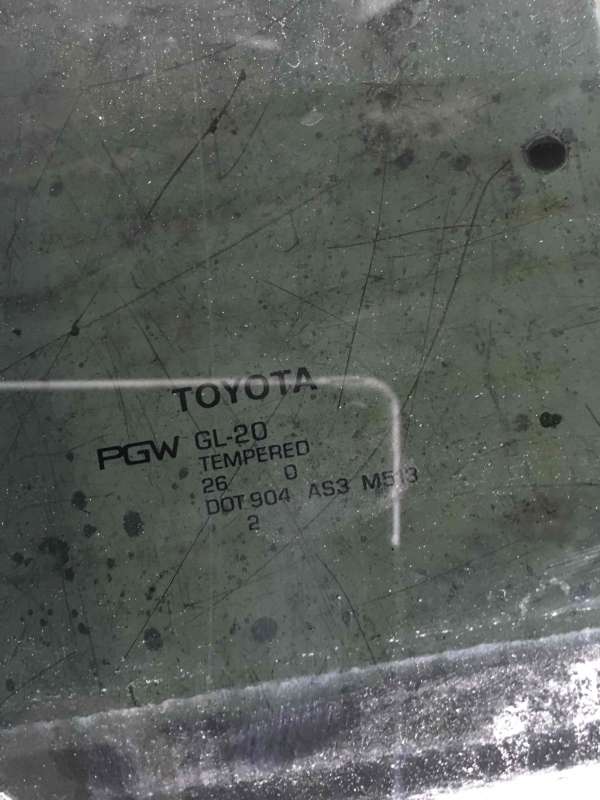 TOYOTA
PGW GL-20
TEMPERED
26 0
DOT 904 AS3 M513
2